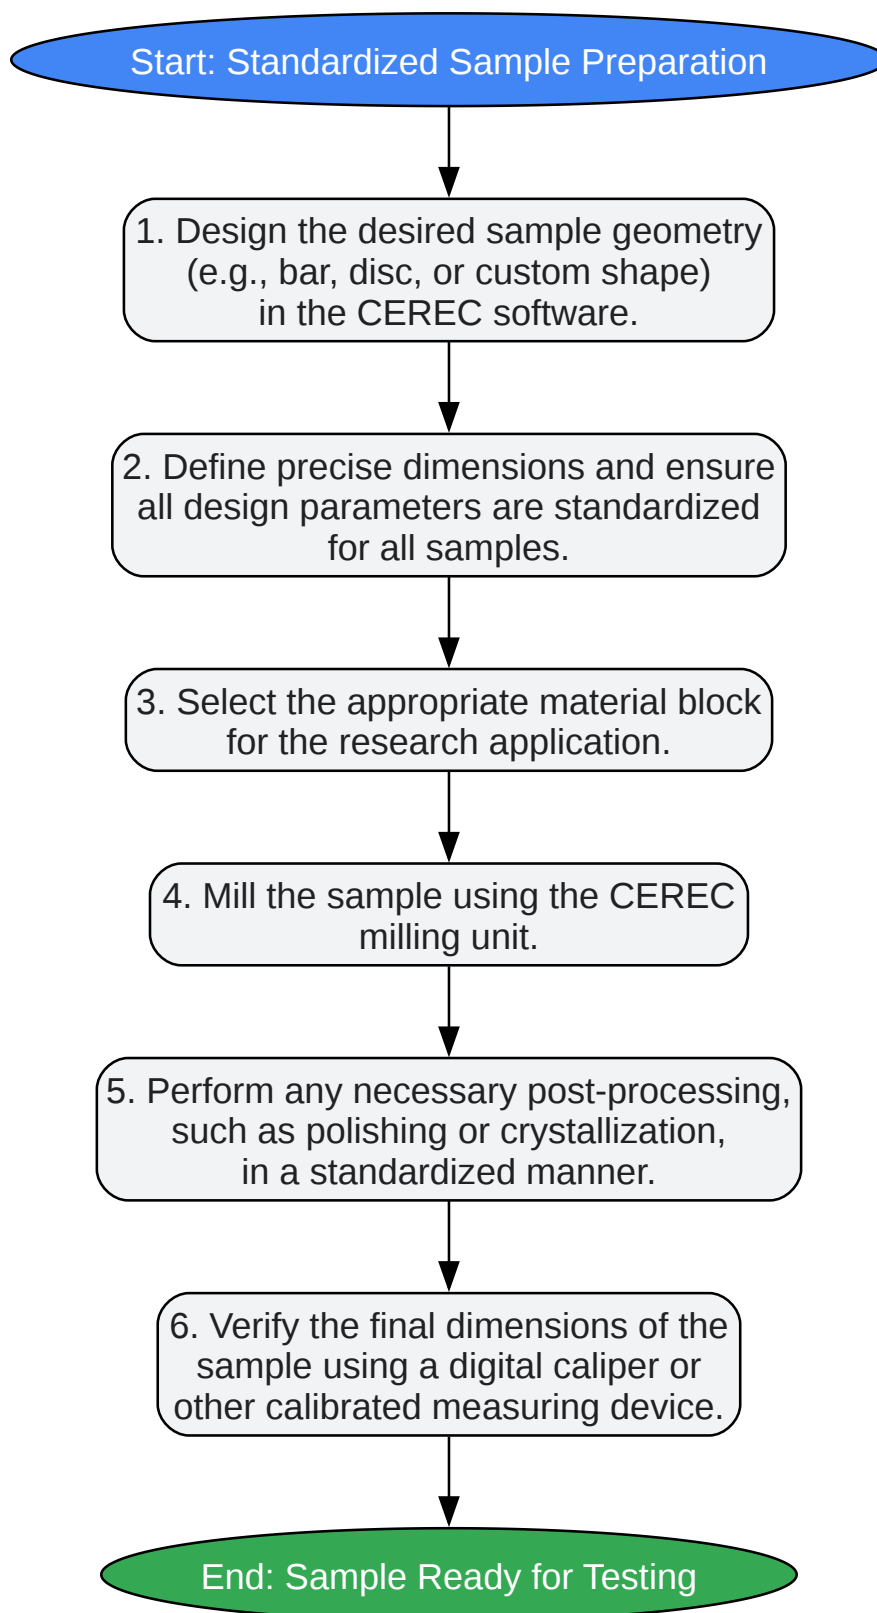 Start: Standardized Sample Preparation
1. Design the desired sample geometry
(e.g., bar, disc, or custom shape)
in the CEREC software.
2. Define precise dimensions and ensure
all design parameters are standardized
for all samples.
3. Select the appropriate material block
for the research application.
4. Mill the sample using the CEREC
milling unit.
5. Perform any necessary post-processing,
such as polishing or crystallization,
in a standardized manner.
6. Verify the final dimensions of the
sample using a digital caliper or
other calibrated measuring device.
End: Sample Ready for Testing